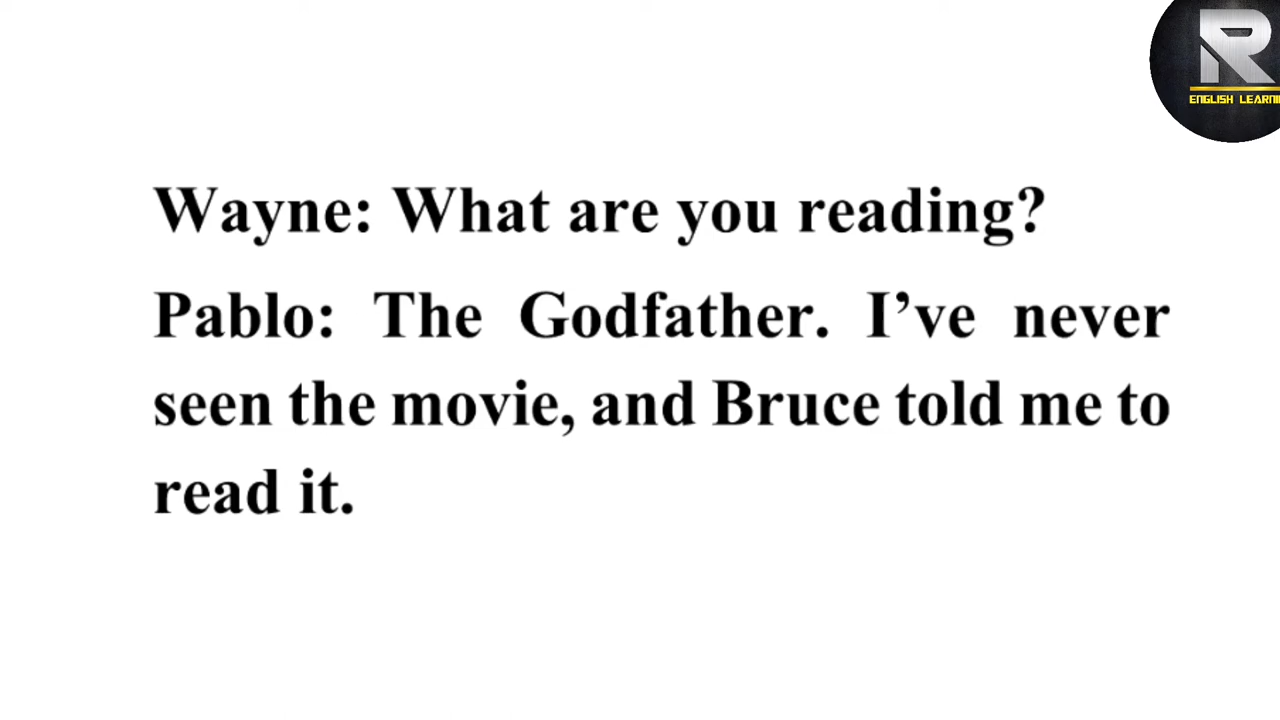 R
ENGLISH
Wayne: What are you reading?
Pablo: The Godfather. I’ve never
seen the movie, and Bruce told me to
read it.